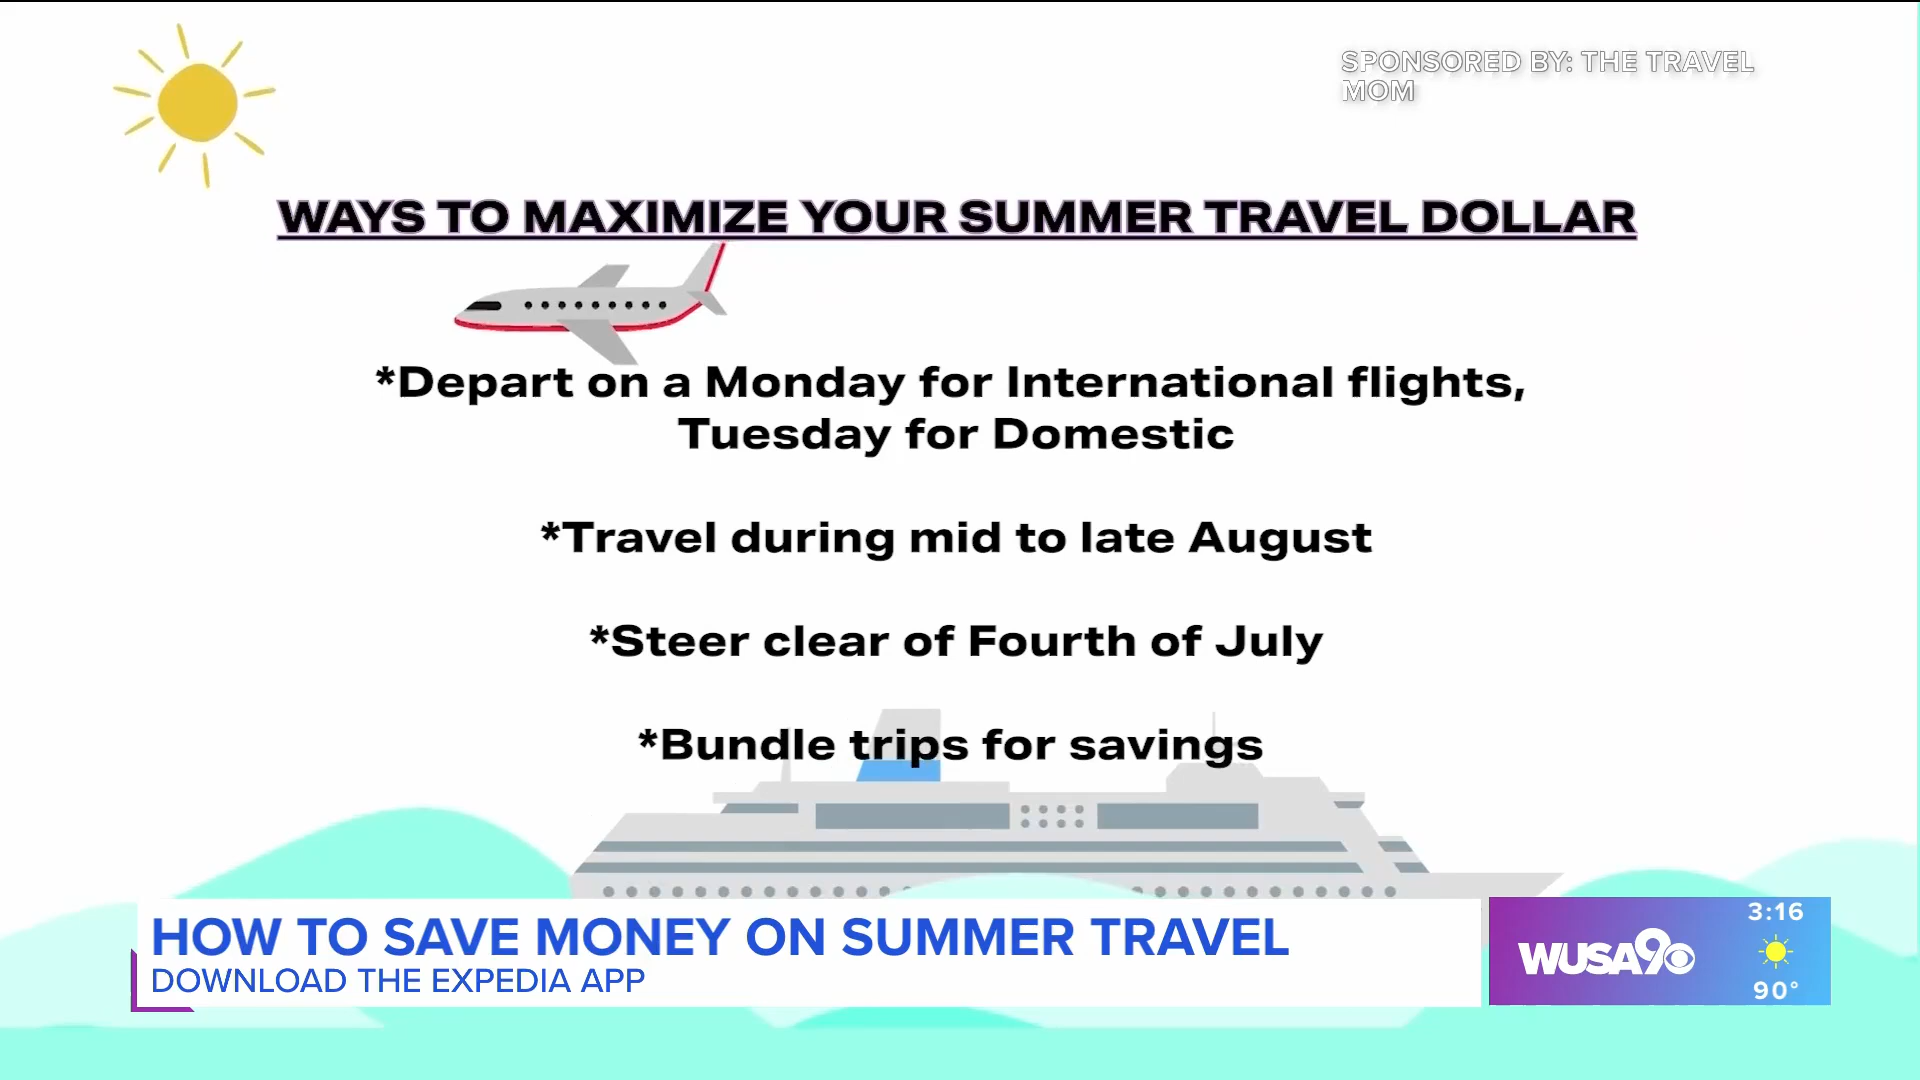 SPONSORED BY: THE TRAVEL
MOM
WAYS TO MAXIMIZE YOUR SUMMER TRAVEL DOLLAR
*Depart on a Monday for International flights,
Tuesday for Domestic
*Travel during mid to late August
*Steer clear of Fourth of July
*Bundle trips for savings
HOW TO SAVE MONEY ON SUMMER TRAVEL
DOWNLOAD THE EXPEDIA APP
3:16
WUSA9
90°